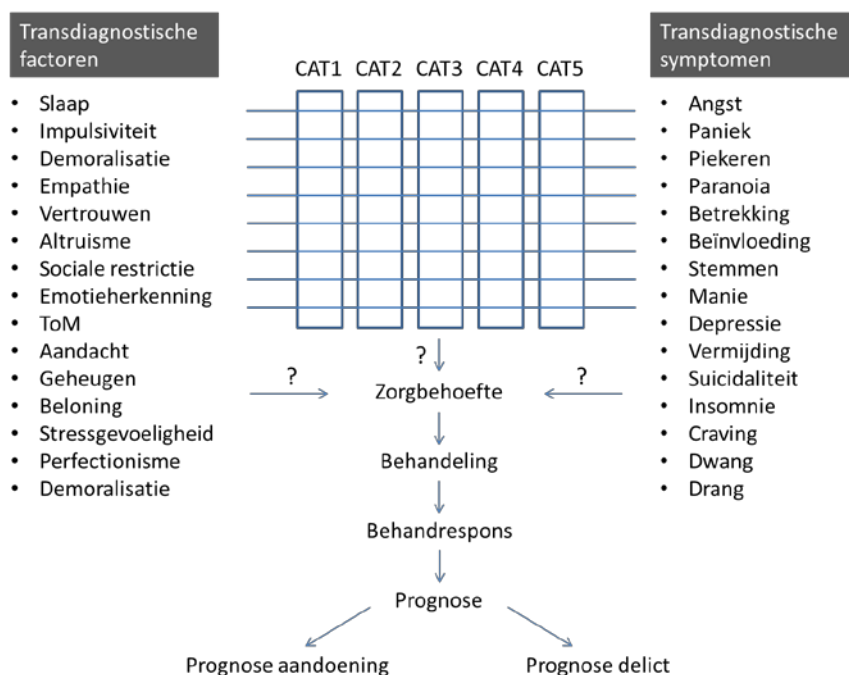 Transdiagnostische
factoren
• Slaap
• Impulsiviteit
• Demoralisatie
• Empathie
• Vertrouwen
• Altruisme
• Sociale restrictie
• Emotieherkenning
• ToM
• Aandacht
• Geheugen
• Beloning
• Stressgevoeligheid
• Perfectionisme
• Demoralisatie
CAT1 CAT2 CAT3 CAT4 CAT5
Transdiagnostische
symptomen
• Angst
• Paniek
• Piekeren
• Paranoia
• Betrekking
• Beïnvloeding
• Stemmen
• Manie
• Depressie
• Vermijding
• Suicidaliteit
• Insomnie
• Craving
• Dwang
• Drang
?
? ?
Zorgbehoefte
Behandeling
Behandrespons
Prognose
Prognose aandoening Prognose delict